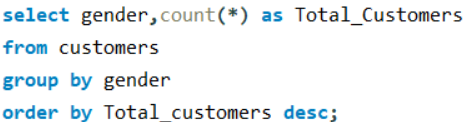 select gender,count(*) as Total_Customers
from customers
group by gender
order by Total_customers desc;